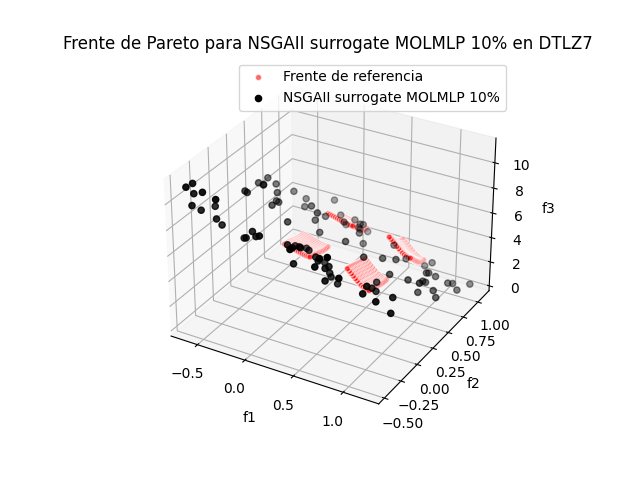 Frente de Pareto para NSGAII surrogate MOLMLP 10% en DTLZ7
Frente de referencia
NSGAII surrogate MOLMLP 10%
10
8
6
4
2
0
f3
1.00
0.75
0.50
0.25
0.00
−0.25
−0.50
f2
−0.5
0.0
0.5
1.0
f1